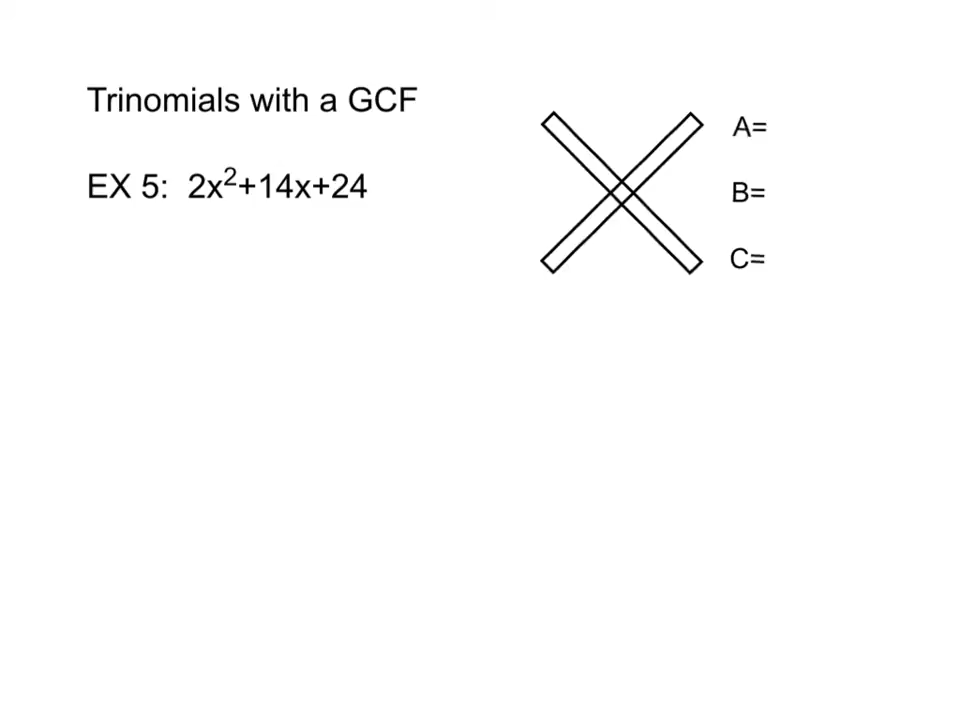 Trinomials with a GCF
EX 5: 2x²+14x+24
A=
B=
C=